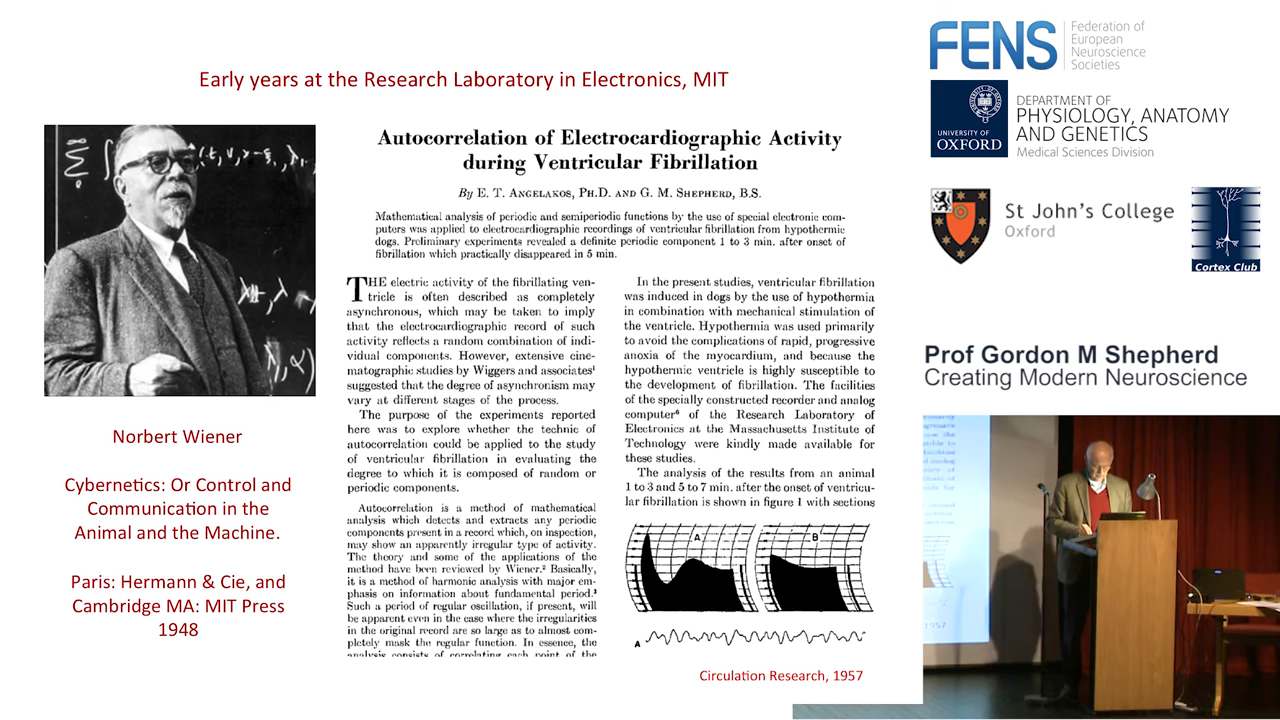 Early years at the Research Laboratory in Electronics, MIT
Norbert Wiener
Cybernetics: Or Control and
Communication in the
Animal and the Machine.
Paris: Hermann & Cie, and
Cambridge MA: MIT Press
1948
Autocorrelation of Electrocardiographic Activity
during Ventricular Fibrillation
By E. T. ANGELAKOS, PH.D. AND G. M. SHEPHERD, B.S.
Mathematical analysis of periodic and semiperiodic functions by the use of special electronic com-
puters was applied to electrocardiographic recordings of ventricular fibrillation from hypothermic
dogs. Preliminary experiments revealed a definite periodic component 1 to 3 min. after onset of
fibrillation which practically disappeared in 5 min.
THE electric activity of the fibrillating ven-
tricle is often described as completely
asynchronous, which may be taken to imply
that the electrocardiographic record of such
activity reflects a random combination of indi-
vidual components. However, extensive cine-
matographic studies by Wiggers and associates¹
suggested that the degree of asynchronism may
vary at different stages of the process.
The purpose of the experiments reported
here was to explore whether the technic of
autocorrelation could be applied to the study
of ventricular fibrillation in evaluating the
degree to which it is composed of random or
periodic components.
Autocorrelation is a method of mathematical
analysis which detects and extracts any periodic
components present in a record which, on inspection,
may show an apparently irregular type of activity.
The theory and some of the applications of the
method have been reviewed by Wiener.² Basically,
it is a method of harmonic analysis with major em-
phasis on information about fundamental period.³
Such a period of regular oscillation, if present, will
be apparent even in the case where the irregularities
in the original record are so large as to almost com-
pletely mask the regular function. In essence, the
analysis consists of correlating each point of the
In the present studies, ventricular fibrillation
was induced in dogs by the use of hypothermia
in combination with mechanical stimulation of
the ventricle. Hypothermia was used primarily
to avoid the complications of rapid, progressive
anoxia of the myocardium, and because the
hypothermic ventricle is highly susceptible to
the development of fibrillation. The facilities
of the specially constructed recorder and analog
computer⁶ of the Research Laboratory of
Electronics at the Massachusetts Institute of
Technology were kindly made available for
these studies.
The analysis of the results from an animal
1 to 3 and 5 to 7 min. after the onset of ventricu-
lar fibrillation is shown in figure 1 with sections
A
B
A
Circulation Research, 1957
FENS
Federation of
European
Neuroscience
Societies
UNIVERSITY OF
OXFORD
DEPARTMENT OF
PHYSIOLOGY, ANATOMY
AND GENETICS
Medical Sciences Division
St John's College
Oxford
Cortex Club
Prof Gordon M Shepherd
Creating Modern Neuroscience
1957